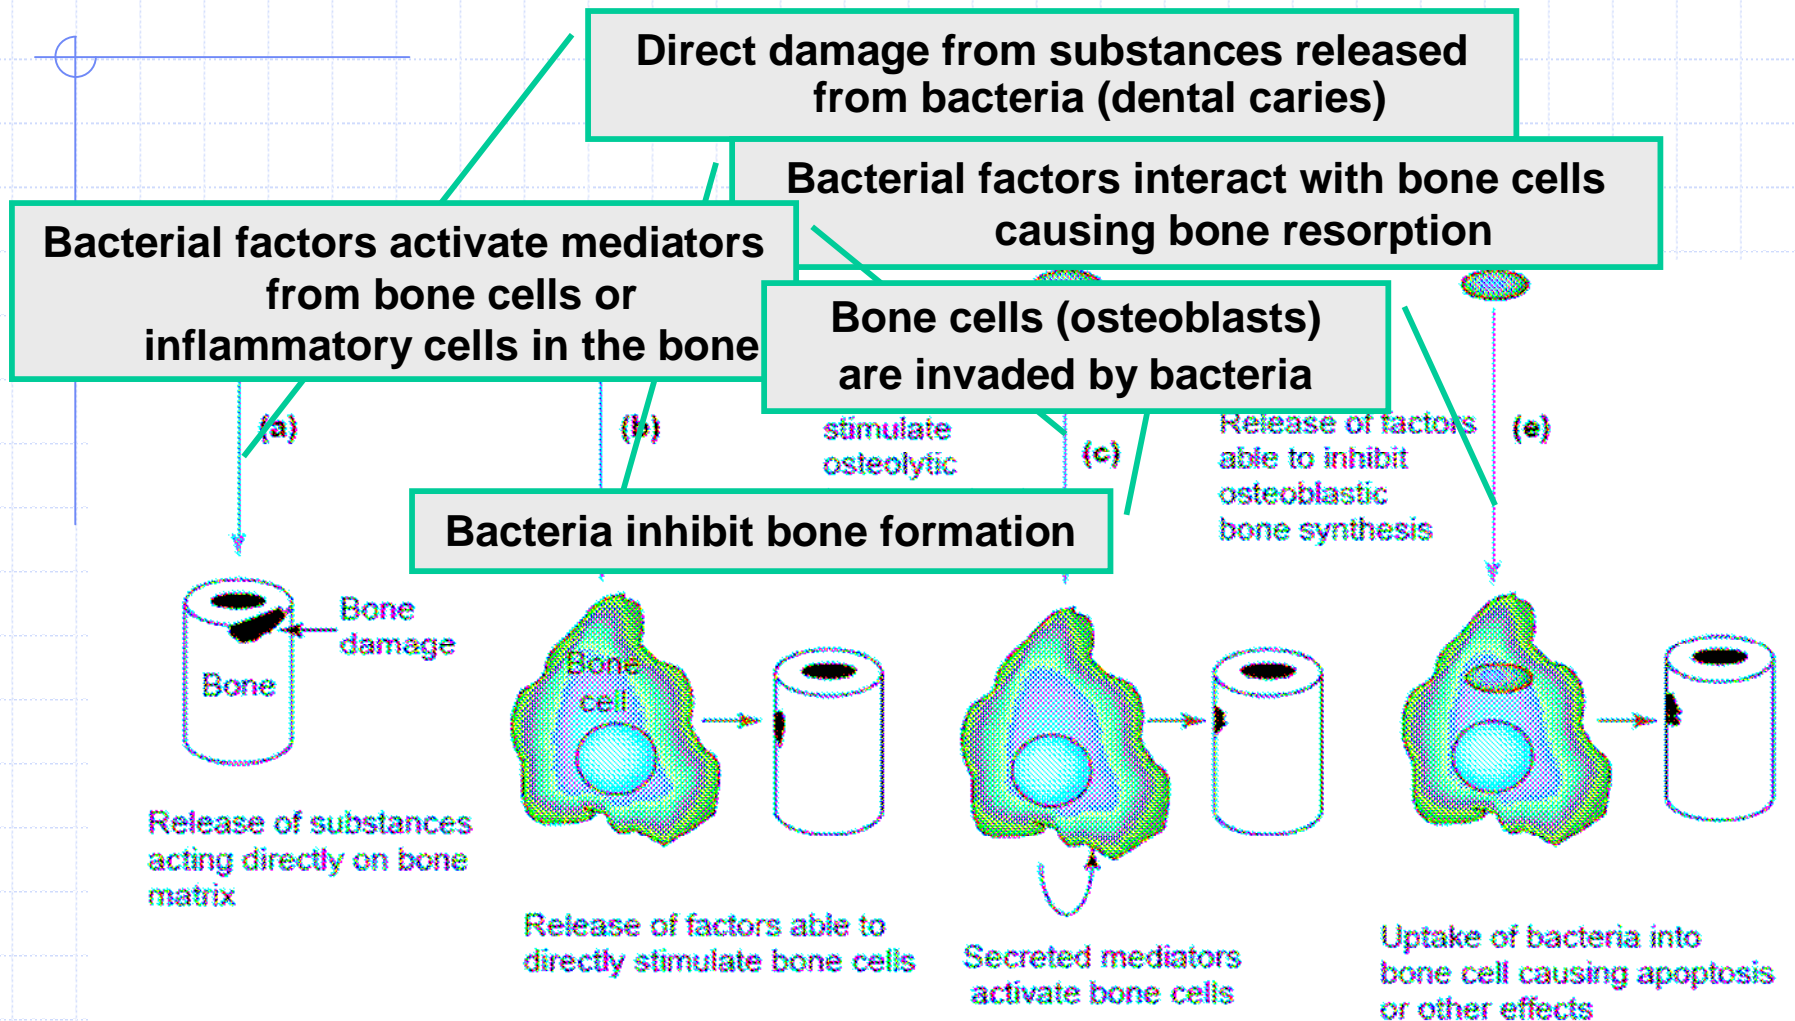 Direct damage from substances released
from bacteria (dental caries)
Bacterial factors interact with bone cells
causing bone resorption
Bacterial factors activate mediators
from bone cells or
inflammatory cells in the bone
Bone cells (osteoblasts)
are invaded by bacteria
(a)
(b)
stimulate
osteolytic
(c)
Release of factors
able to inhibit
osteoblastic
bone synthesis
(e)
Bacteria inhibit bone formation
Bone
damage
Bone
Bone
cell
Release of substances
acting directly on bone
matrix
Release of factors able to
directly stimulate bone cells
Secreted mediators
activate bone cells
Uptake of bacteria into
bone cell causing apoptosis
or other effects